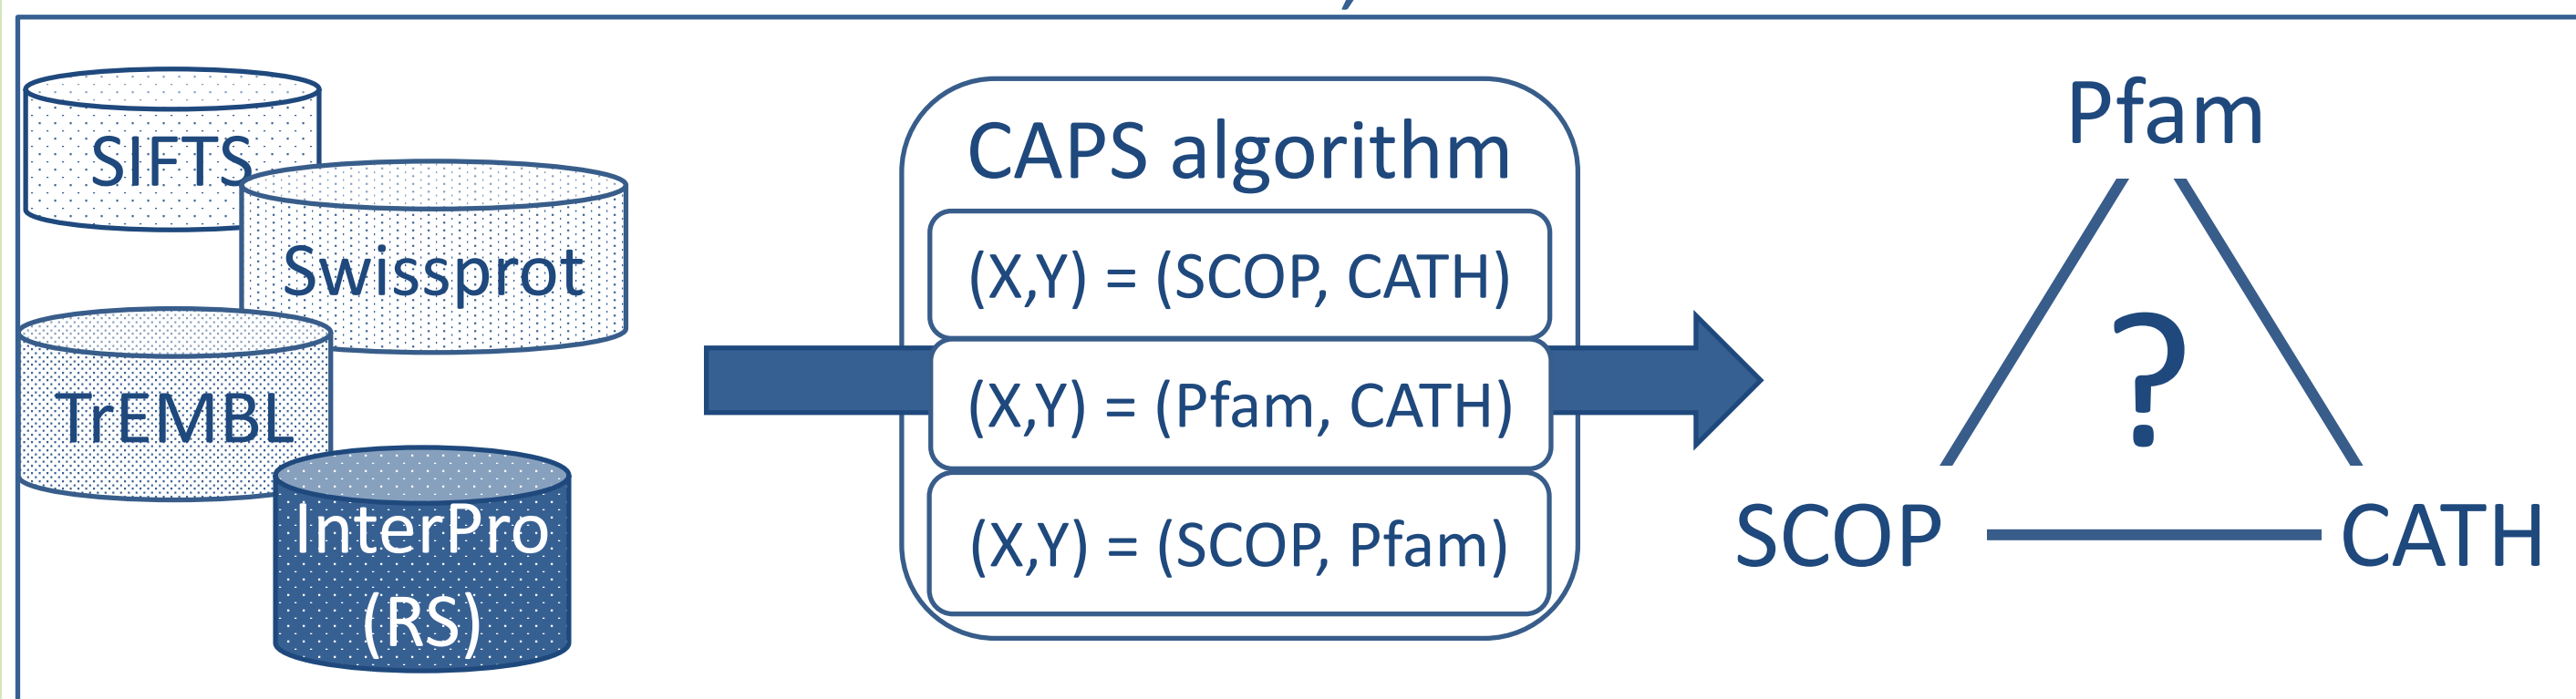 SIFTS
Swissprot
TrEMBL
InterPro
(RS)
CAPS algorithm
(X,Y) = (SCOP, CATH)
(X,Y) = (Pfam, CATH)
(X,Y) = (SCOP, Pfam)
Pfam
?
SCOP
CATH